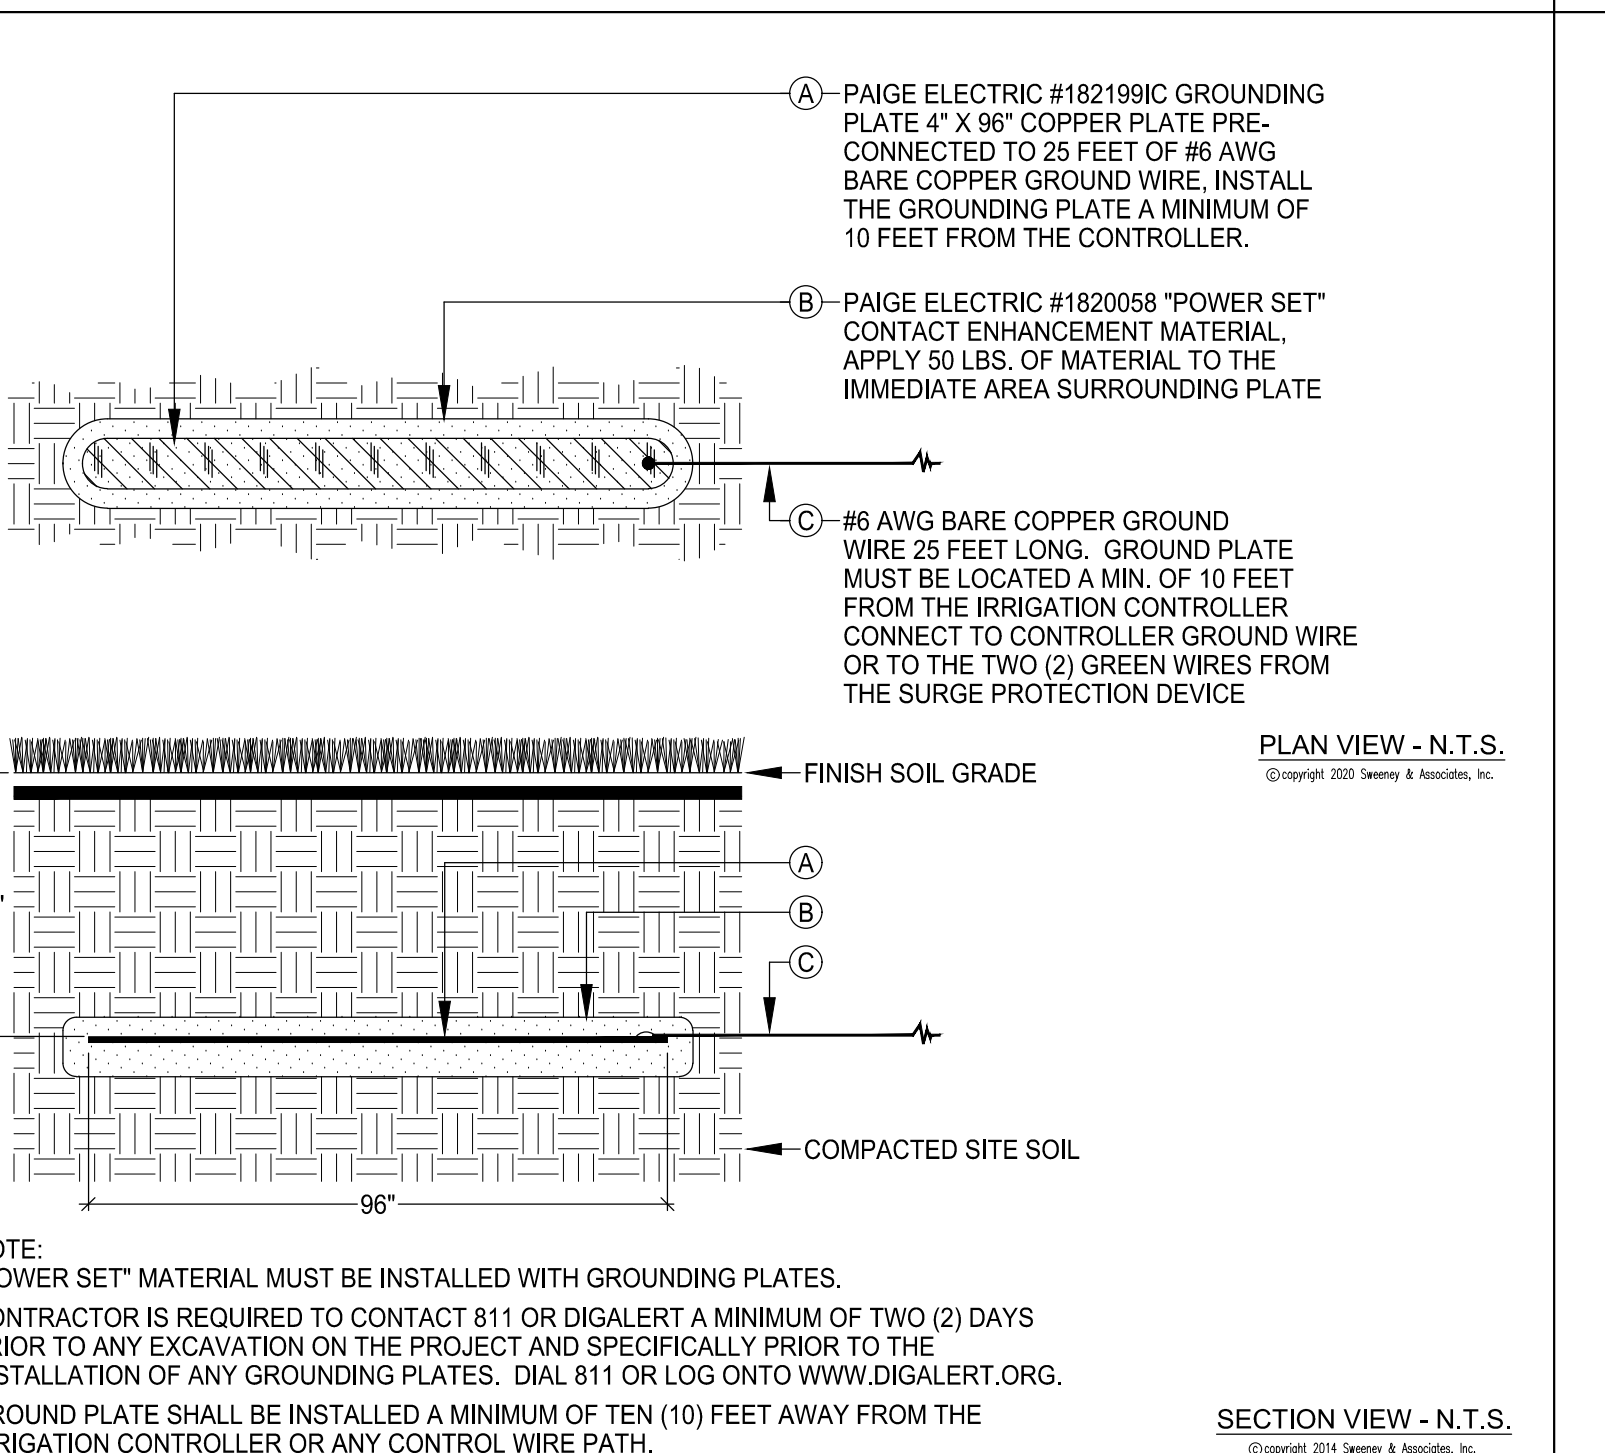 A PAIGE ELECTRIC #182199IC GROUNDING
PLATE 4" X 96" COPPER PLATE PRE-
CONNECTED TO 25 FEET OF #6 AWG
BARE COPPER GROUND WIRE, INSTALL
THE GROUNDING PLATE A MINIMUM OF
10 FEET FROM THE CONTROLLER.
B PAIGE ELECTRIC #1820058 "POWER SET"
CONTACT ENHANCEMENT MATERIAL,
APPLY 50 LBS. OF MATERIAL TO THE
IMMEDIATE AREA SURROUNDING PLATE
C #6 AWG BARE COPPER GROUND
WIRE 25 FEET LONG. GROUND PLATE
MUST BE LOCATED A MIN. OF 10 FEET
FROM THE IRRIGATION CONTROLLER
CONNECT TO CONTROLLER GROUND WIRE
OR TO THE TWO (2) GREEN WIRES FROM
THE SURGE PROTECTION DEVICE
PLAN VIEW - N.T.S.
© copyright 2020 Sweeney & Associates, Inc.
FINISH SOIL GRADE
A
B
C
COMPACTED SITE SOIL
96"
OTE:
OWER SET" MATERIAL MUST BE INSTALLED WITH GROUNDING PLATES.
ONTRACTOR IS REQUIRED TO CONTACT 811 OR DIGALERT A MINIMUM OF TWO (2) DAYS
RIOR TO ANY EXCAVATION ON THE PROJECT AND SPECIFICALLY PRIOR TO THE
STALLATION OF ANY GROUNDING PLATES. DIAL 811 OR LOG ONTO WWW.DIGALERT.ORG.
ROUND PLATE SHALL BE INSTALLED A MINIMUM OF TEN (10) FEET AWAY FROM THE
RIGATION CONTROLLER OR ANY CONTROL WIRE PATH.
SECTION VIEW - N.T.S.
© copyright 2014 Sweeney & Associates, Inc.